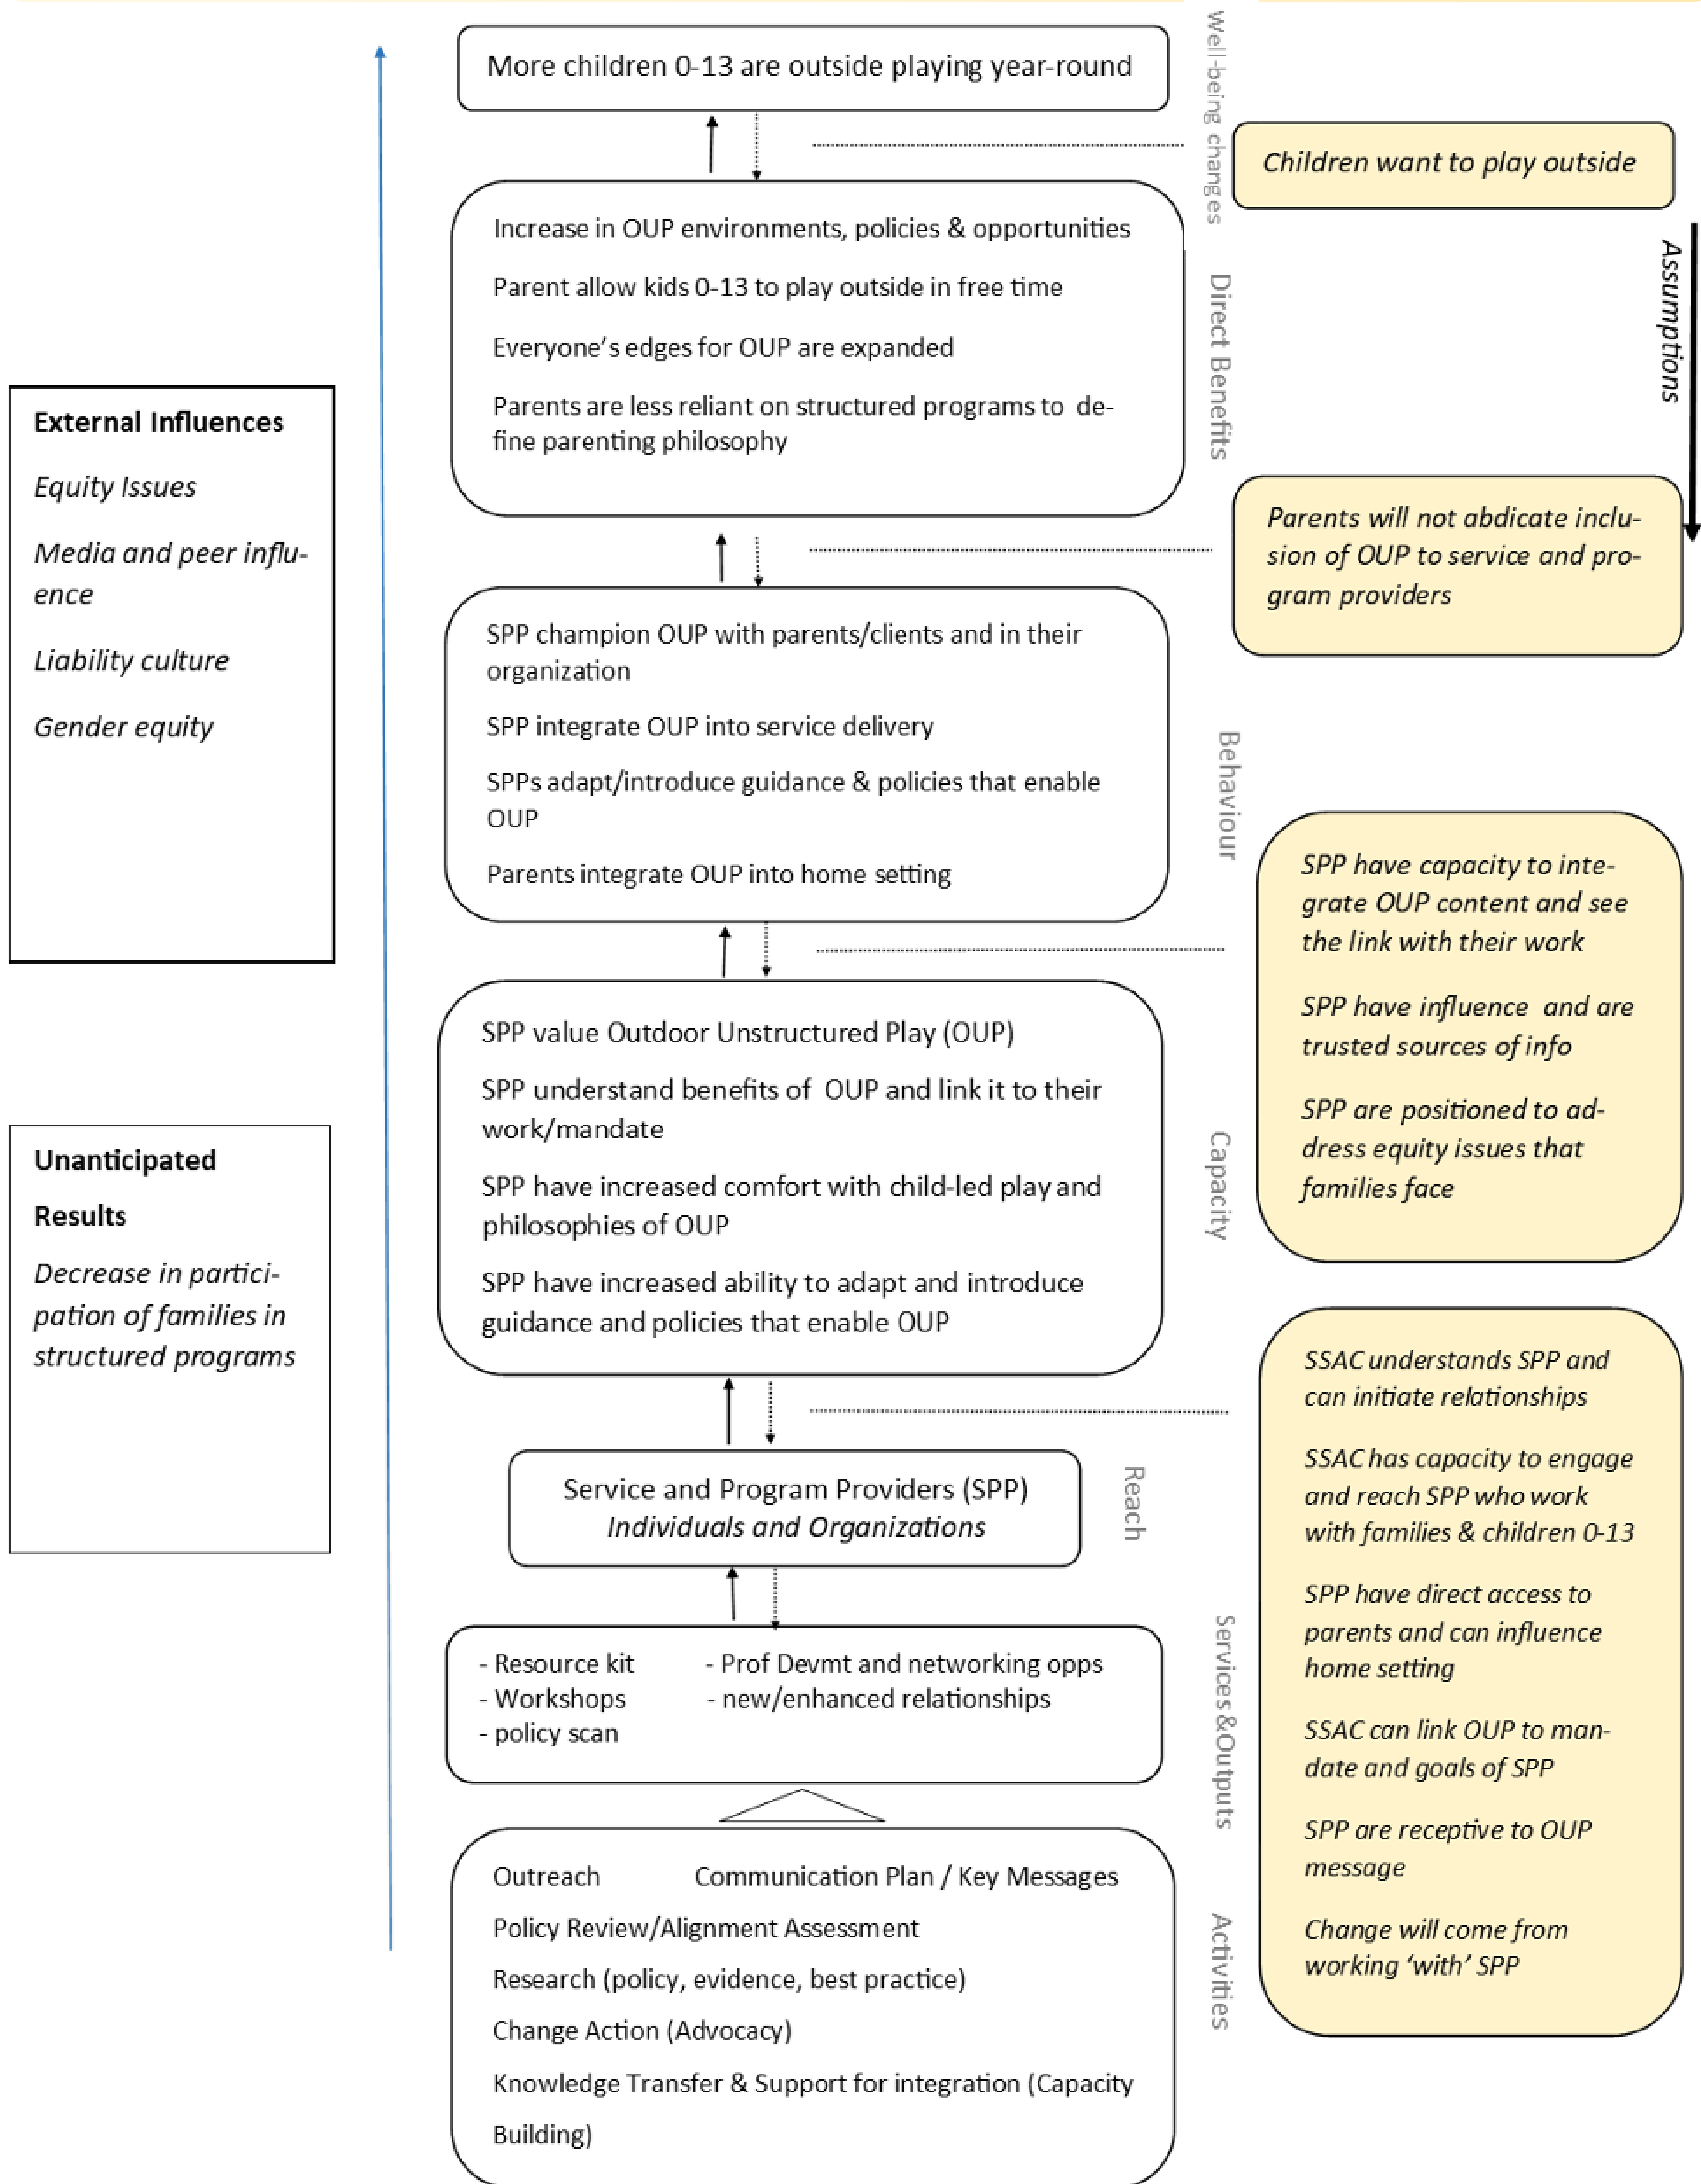 More children 0-13 are outside playing year-round
Well-being changes
Children want to play outside
Assumptions
Increase in OUP environments, policies & opportunities
Parent allow kids 0-13 to play outside in free time
Everyone’s edges for OUP are expanded
Parents are less reliant on structured programs to de-
fine parenting philosophy
Direct Benefits
External Influences
Equity Issues
Media and peer influ-
ence
Liability culture
Gender equity
Parents will not abdicate inclu-
sion of OUP to service and pro-
gram providers
SPP champion OUP with parents/clients and in their
organization
SPP integrate OUP into service delivery
SPPs adapt/introduce guidance & policies that enable
OUP
Parents integrate OUP into home setting
Behaviour
SPP have capacity to inte-
grate OUP content and see
the link with their work
SPP have influence and are
trusted sources of info
SPP are positioned to ad-
dress equity issues that
families face
SPP value Outdoor Unstructured Play (OUP)
SPP understand benefits of OUP and link it to their
work/mandate
SPP have increased comfort with child-led play and
philosophies of OUP
SPP have increased ability to adapt and introduce
guidance and policies that enable OUP
Capacity
Unanticipated
Results
Decrease in partici-
pation of families in
structured programs
SSAC understands SPP and
can initiate relationships
SSAC has capacity to engage
and reach SPP who work
with families & children 0-13
SPP have direct access to
parents and can influence
home setting
SSAC can link OUP to man-
date and goals of SPP
SPP are receptive to OUP
message
Change will come from
working ‘with’ SPP
Service and Program Providers (SPP)
Individuals and Organizations
Reach
- Resource kit
- Workshops
- policy scan
- Prof Devmt and networking opps
- new/enhanced relationships
Services&Outputs
Outreach Communication Plan / Key Messages
Policy Review/Alignment Assessment
Research (policy, evidence, best practice)
Change Action (Advocacy)
Knowledge Transfer & Support for integration (Capacity
Building)
Activities